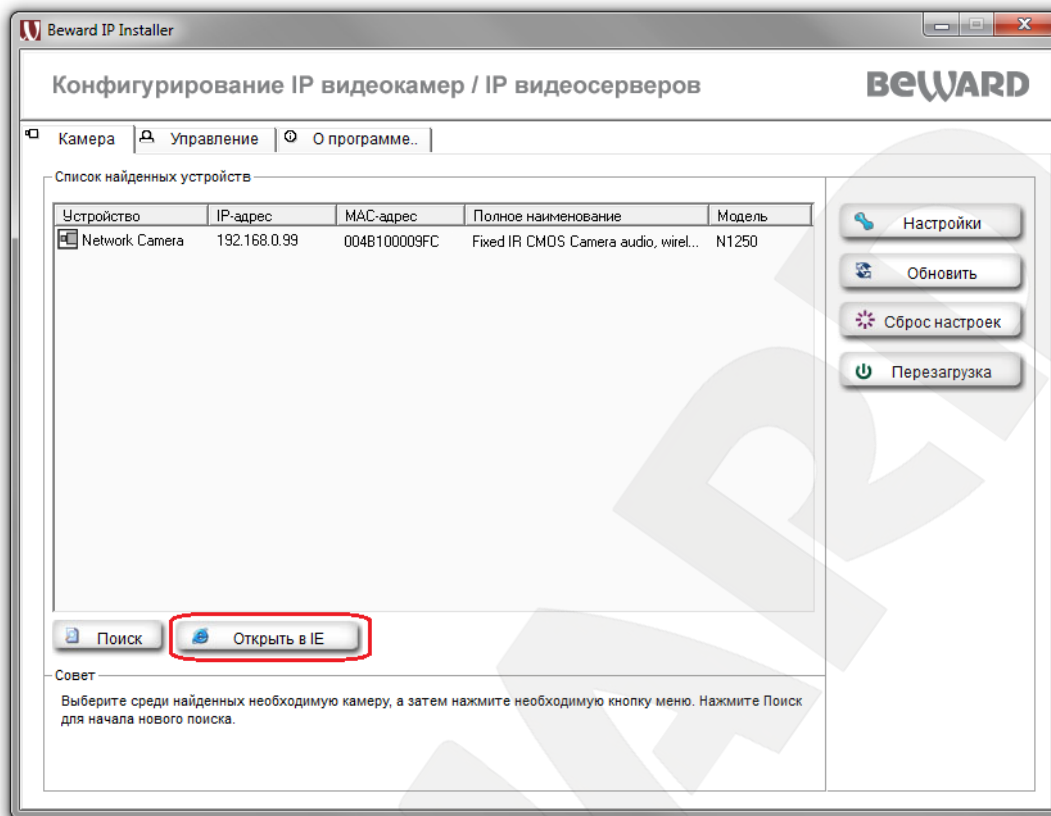 Beward IP Installer
Конфигурирование IP видеокамер / IP видеосерверов
BEWARD
Камера Управление О программе..
Список найденных устройств
Устройство IP-адрес MAC-адрес Полное наименование Модель
Network Camera 192.168.0.99 004B100009FC Fixed IR CMOS Camera audio, wirel... N1250
Настройки
Обновить
Сброс настроек
Перезагрузка
Поиск Открыть в IE
Совет
Выберите среди найденных необходимую камеру, а затем нажмите необходимую кнопку меню. Нажмите Поиск
для начала нового поиска.